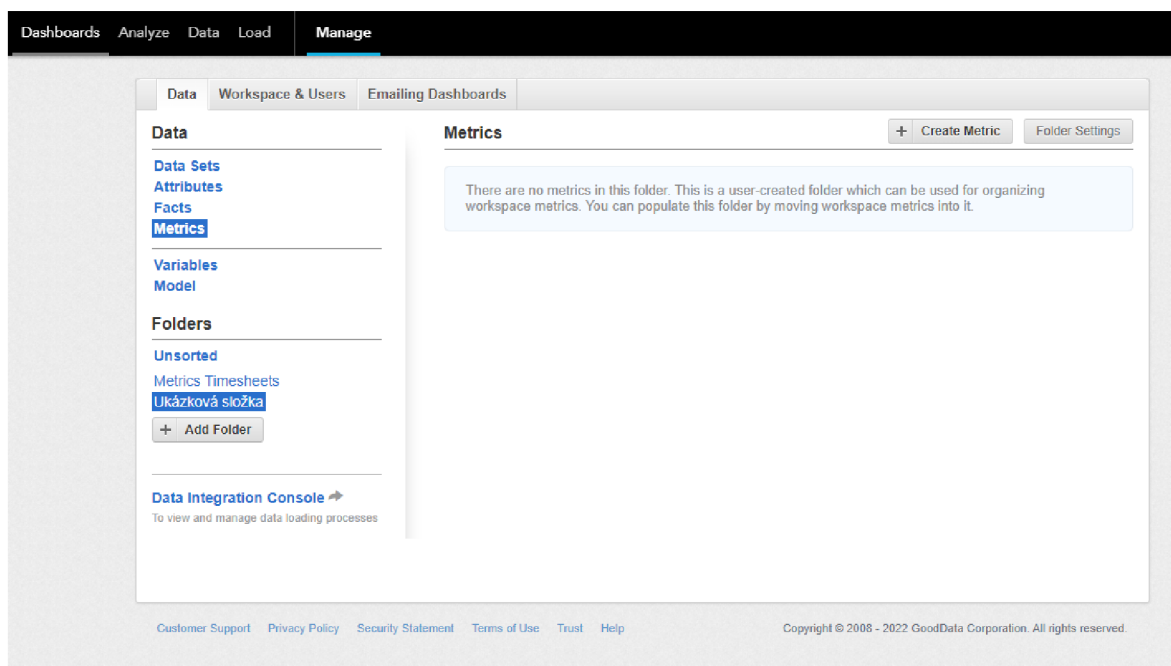 Dashboards Analyze Data Load Manage
Data Workspace & Users Emailing Dashboards
Data
Data Sets
Attributes
Facts
Metrics
Variables
Model
Folders
Unsorted
Metrics Timesheets
Ukázková složka
+ Add Folder
Data Integration Console
To view and manage data loading processes
Metrics
+ Create Metric Folder Settings
There are no metrics in this folder. This is a user-created folder which can be used for organizing
workspace metrics. You can populate this folder by moving workspace metrics into it.
Customer Support Privacy Policy Security Statement Terms of Use Trust Help
Copyright © 2008 - 2022 GoodData Corporation. All rights reserved.